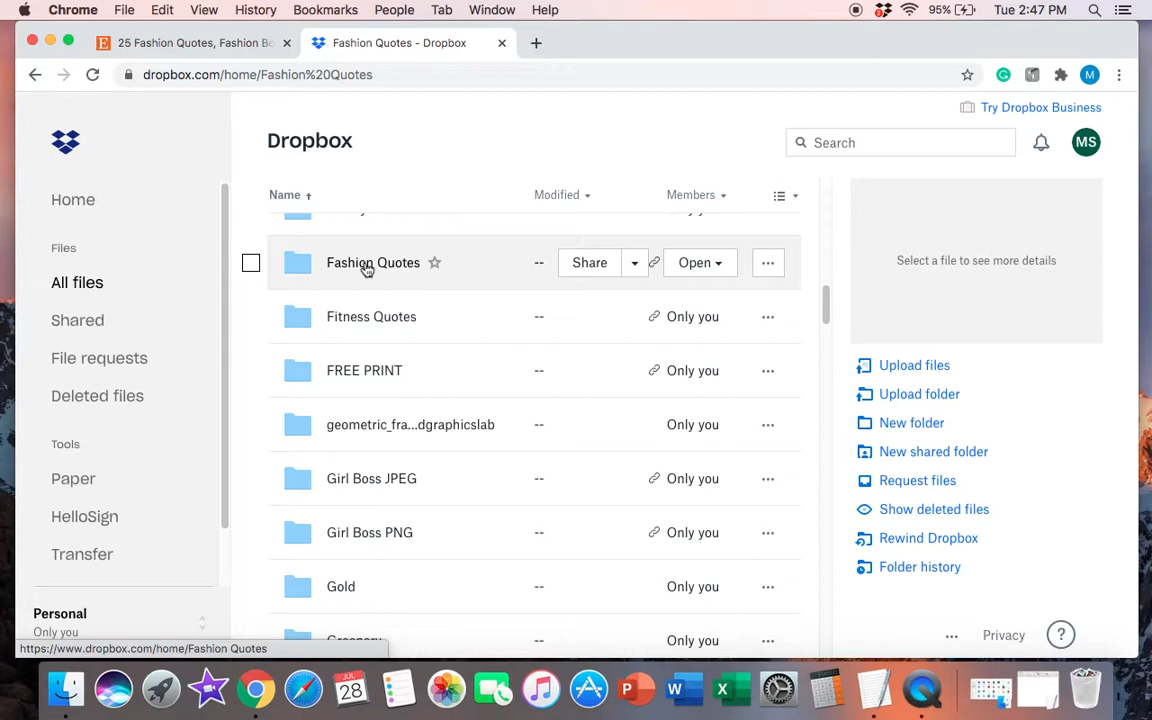 Chrome File Edit View History Bookmarks People Tab Window Help 95% Tue 2:47 PM
25 Fashion Quotes, Fashion Bo Fashion Quotes - Dropbox
dropbox.com/home/Fashion%20Quotes M
Try Dropbox Business
Dropbox Search MS
Name Modified Members
Home
Files
All files
Shared
File requests
Deleted files
Tools
Paper
HelloSign
Transfer
Personal
Only you
Fashion Quotes -- Share Open
Fitness Quotes -- Only you
FREE PRINT -- Only you
geometric_fra...dgraphicslab -- Only you
Girl Boss JPEG -- Only you
Girl Boss PNG -- Only you
Gold -- Only you
Greenery -- Only you
Select a file to see more details
Upload files
Upload folder
New folder
New shared folder
Request files
Show deleted files
Rewind Dropbox
Folder history
... Privacy ?
https://www.dropbox.com/home/Fashion Quotes
JUL
28